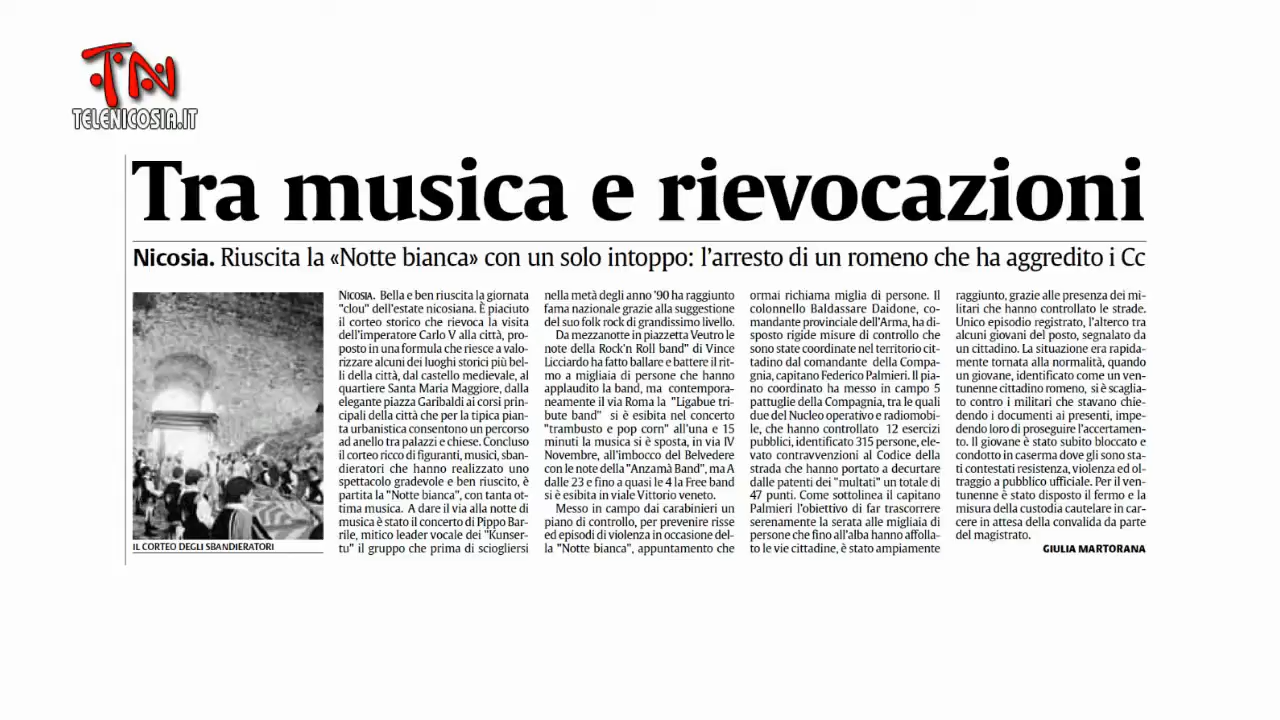 TN
TELENICOSIA.IT
Tra musica e rievocazioni
Nicosia. Riuscita la «Notte bianca» con un solo intoppo: l'arresto di un romeno che ha aggredito i Cc
IL CORTEO DEGLI SBANDIERATORI
NICOSIA. Bella e ben riuscita la giornata
"clou" dell'estate nicosiana. È piaciuto
il corteo storico che rievoca la visita
dell'imperatore Carlo V alla città, pro-
posto in una formula che riesce a valo-
rizzare alcuni dei luoghi storici più bel-
li della città, dal castello medievale, al
quartiere Santa Maria Maggiore, dalla
elegante piazza Garibaldi ai corsi prin-
cipali della città che per la tipica pian-
ta urbanistica consentono un percorso
ad anello tra palazzi e chiese. Concluso
il corteo ricco di figuranti, musici, sban-
dieratori che hanno realizzato uno
spettacolo gradevole e ben riuscito, è
partita la "Notte bianca", con tanta ot-
tima musica. A dare il via alla notte di
musica è stato il concerto di Pippo Bar-
rile, mitico leader vocale dei "Kunser-
tu" il gruppo che prima di sciogliersi
nella metà degli anno '90 ha raggiunto
fama nazionale grazie alla suggestione
del suo folk rock di grandissimo livello.
Da mezzanotte in piazzetta Veutro le
note della Rock'n Roll band" di Vince
Licciardo ha fatto ballare e battere il rit-
mo a migliaia di persone che hanno
applaudito la band, ma contempora-
neamente il via Roma la "Ligabue tri-
bute band" si è esibita nel concerto
"trambusto e pop corn" all'una e 15
minuti la musica si è sposta, in via IV
Novembre, all'imbocco del Belvedere
con le note della "Anzamà Band", ma A
dalle 23 e fino a quasi le 4 la Free band
si è esibita in viale Vittorio veneto.
Messo in campo dai carabinieri un
piano di controllo, per prevenire risse
ed episodi di violenza in occasione del-
la "Notte bianca", appuntamento che
ormai richiama miglia di persone. Il
colonnello Baldassare Daidone, co-
mandante provinciale dell'Arma, ha di-
sposto rigide misure di controllo che
sono state coordinate nel territorio cit-
tadino dal comandante della Compa-
gnia, capitano Federico Palmieri. Il pia-
no coordinato ha messo in campo 5
pattuglie della Compagnia, tra le quali
due del Nucleo operativo e radiomobi-
le, che hanno controllato 12 esercizi
pubblici, identificato 315 persone, ele-
vato contravvenzioni al Codice della
strada che hanno portato a decurtare
dalle patenti dei "multati" un totale di
47 punti. Come sottolinea il capitano
Palmieri l'obiettivo di far trascorrere
serenamente la serata alle migliaia di
persone che fino all'alba hanno affolla-
to le vie cittadine, è stato ampiamente
raggiunto, grazie alle presenza dei mi-
litari che hanno controllato le strade.
Unico episodio registrato, l'alterco tra
alcuni giovani del posto, segnalato da
un cittadino. La situazione era rapida-
mente tornata alla normalità, quando
un giovane, identificato come un ven-
tunenne cittadino romeno, si è scaglia-
to contro i militari che stavano chie-
dendo i documenti ai presenti, impe-
dendo loro di proseguire l'accertamen-
to. Il giovane è stato subito bloccato e
condotto in caserma dove gli sono sta-
ti contestati resistenza, violenza ed ol-
traggio a pubblico ufficiale. Per il ven-
tunenne è stato disposto il fermo e la
misura della custodia cautelare in car-
cere in attesa della convalida da parte
del magistrato.
GIULIA MARTORANA